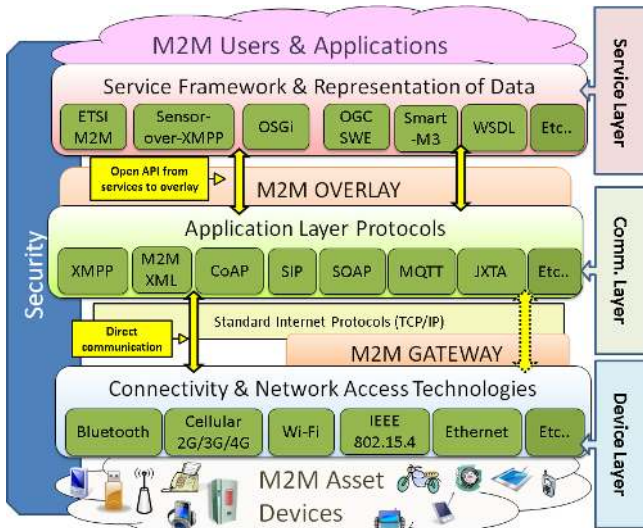 M2M Users & Applications
Service Framework & Representation of Data
ETSI
M2M
Sensor-
over-XMPP
OSGi
OGC
SWE
Smart
-M3
WSDL
Etc..
Open API from
services to overlay
M2M OVERLAY
Application Layer Protocols
XMPP
M2M
XML
CoAP
SIP
SOAP
MQTT
JXTA
Etc..
Direct
communication
Standard Internet Protocols (TCP/IP)
M2M GATEWAY
Connectivity & Network Access Technologies
Bluetooth
Cellular
2G/3G/4G
Wi-Fi
IEEE
802.15.4
Ethernet
Etc..
M2M Asset
Devices
Security
Service Layer
Comm. Layer
Device Layer